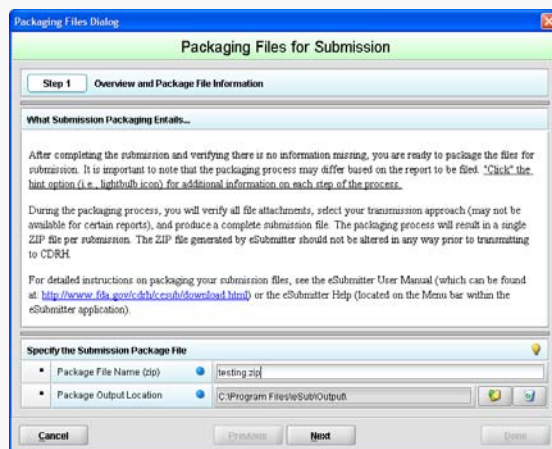 Packaging Files Dialog
Packaging Files for Submission
Step 1 Overview and Package File Information
What Submission Packaging Entails...
After completing the submission and verifying there is no information missing, you are ready to package the files for
submission. It is important to note that the packaging process may differ based on the report to be filed. "Click" the
hint option (i.e., lightbulb icon) for additional information on each step of the process.
During the packaging process, you will verify all file attachments, select your transmission approach (may not be
available for certain reports), and produce a complete submission file. The packaging process will result in a single
ZIP file per submission. The ZIP file generated by eSubmitter should not be altered in any way prior to transmitting
to CDRH.
For detailed instructions on packaging your submission files, see the eSubmitter User Manual (which can be found
at: http://www.fda.gov/cdrh/cesub/download.html) or the eSubmitter Help (located on the Menu bar within the
eSubmitter application).
Specify the Submission Package File
Package File Name (zip) testing.zip
Package Output Location C:\Program Files\eSub\Output\
Cancel Previous Next Done